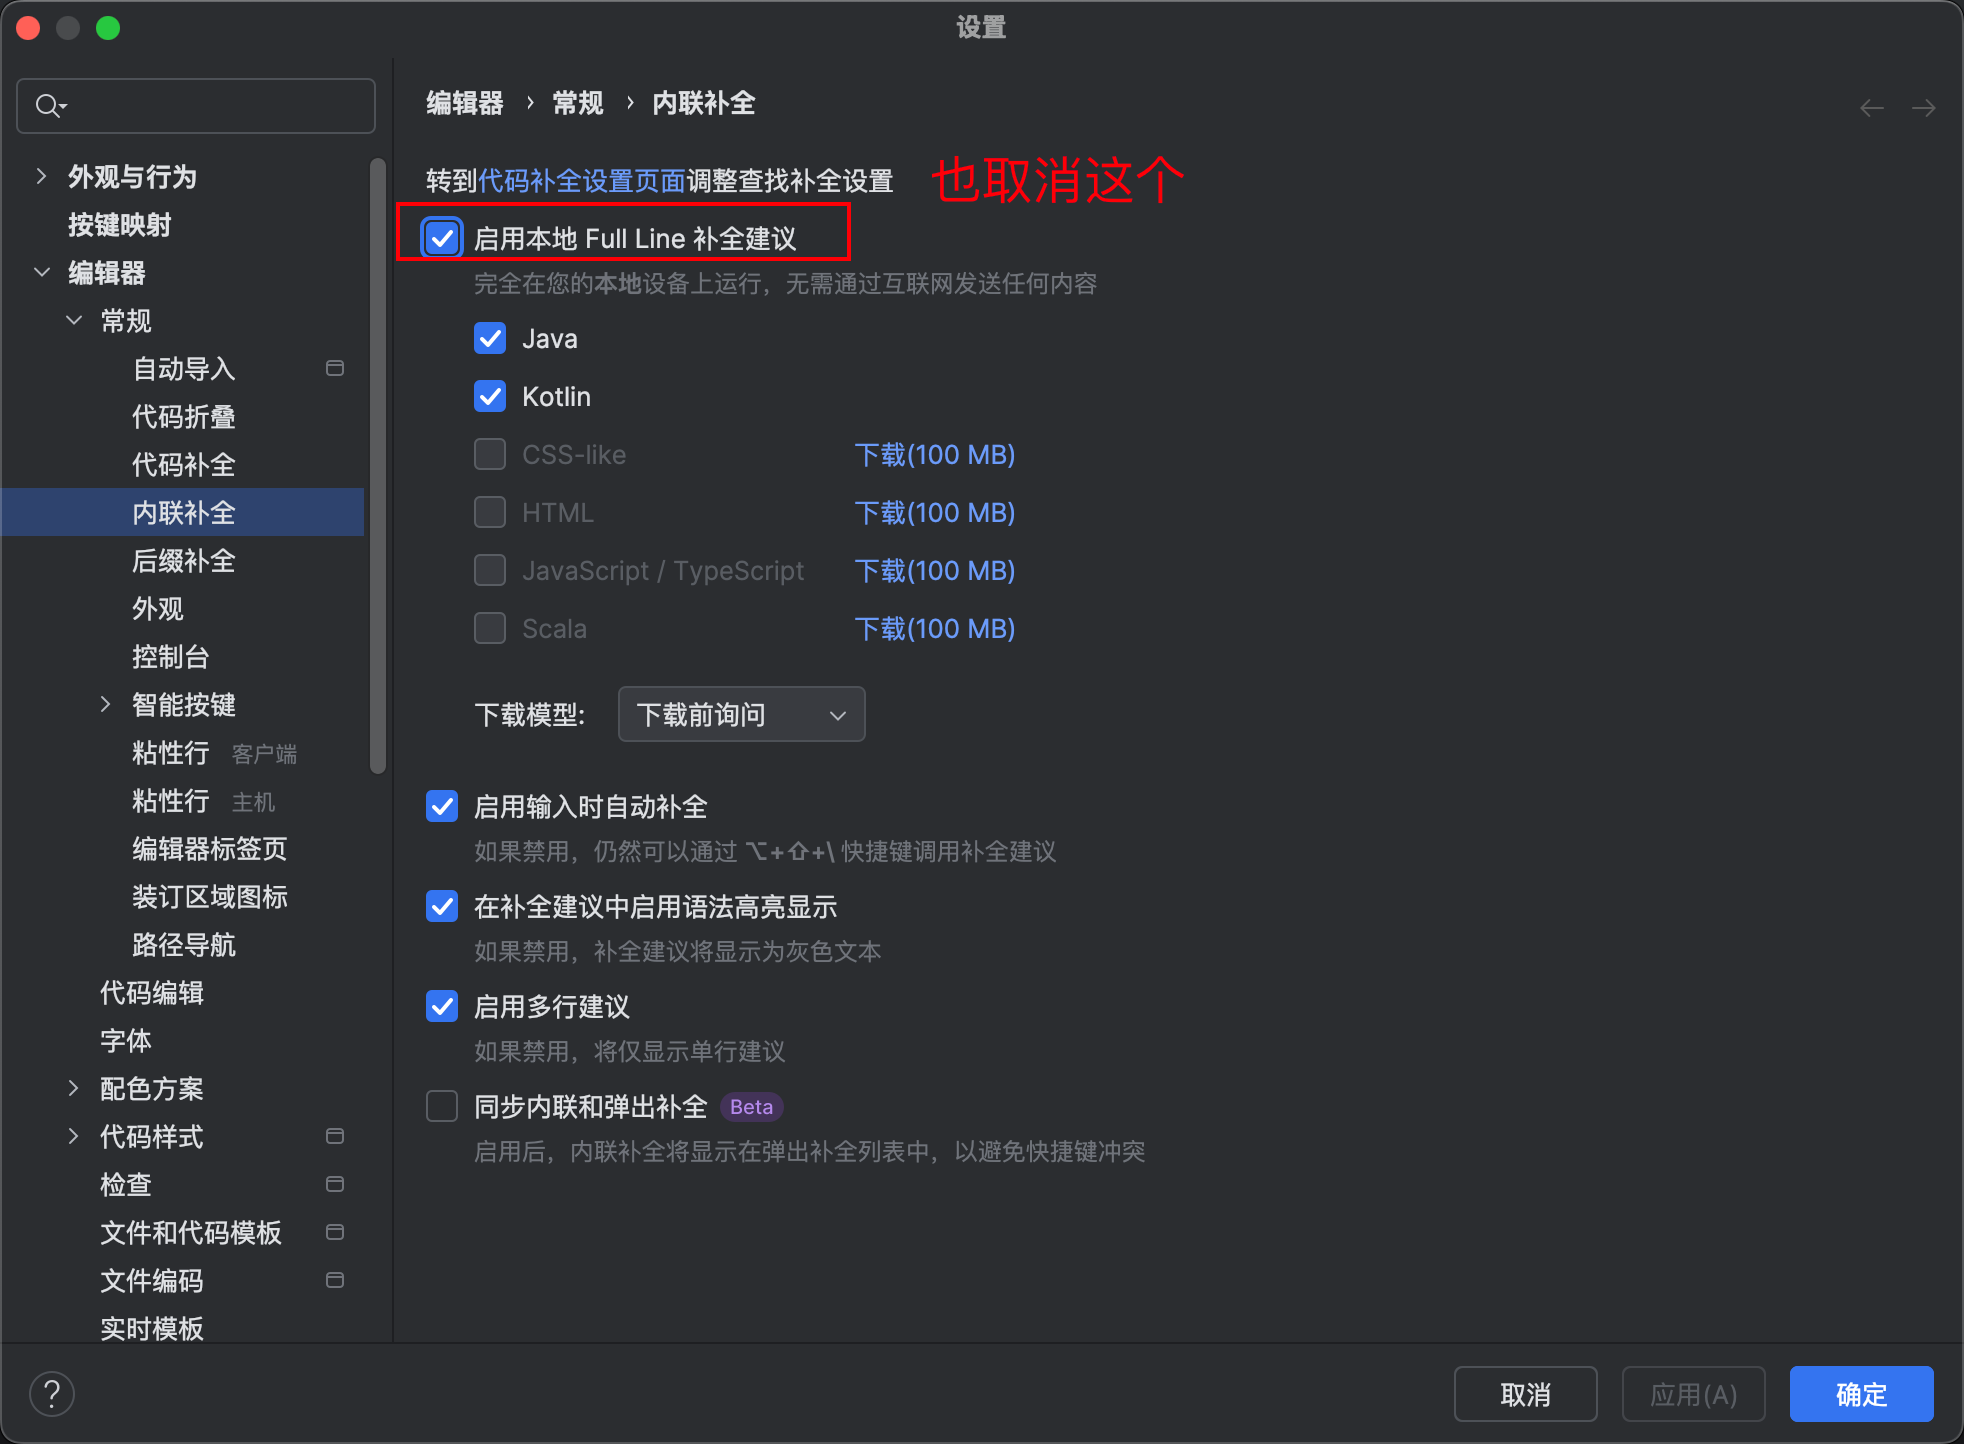 设置
外观与行为
按键映射
编辑器
常规
自动导入
代码折叠
代码补全
内联补全
后缀补全
外观
控制台
智能按键
粘性行 客户端
粘性行 主机
编辑器标签页
装订区域图标
路径导航
代码编辑
字体
配色方案
代码样式
检查
文件和代码模板
文件编码
实时模板
编辑器 › 常规 › 内联补全
转到代码补全设置页面调整查找补全设置
也取消这个
启用本地 Full Line 补全建议
完全在您的本地设备上运行，无需通过互联网发送任何内容
Java
Kotlin
CSS-like 下载(100 MB)
HTML 下载(100 MB)
JavaScript / TypeScript 下载(100 MB)
Scala 下载(100 MB)
下载模型: 下载前询问
启用输入时自动补全
如果禁用，仍然可以通过 ⌥+⇧+\ 快捷键调用补全建议
在补全建议中启用语法高亮显示
如果禁用，补全建议将显示为灰色文本
启用多行建议
如果禁用，将仅显示单行建议
同步内联和弹出补全 Beta
启用后，内联补全将显示在弹出补全列表中，以避免快捷键冲突
?
取消 应用(A) 确定